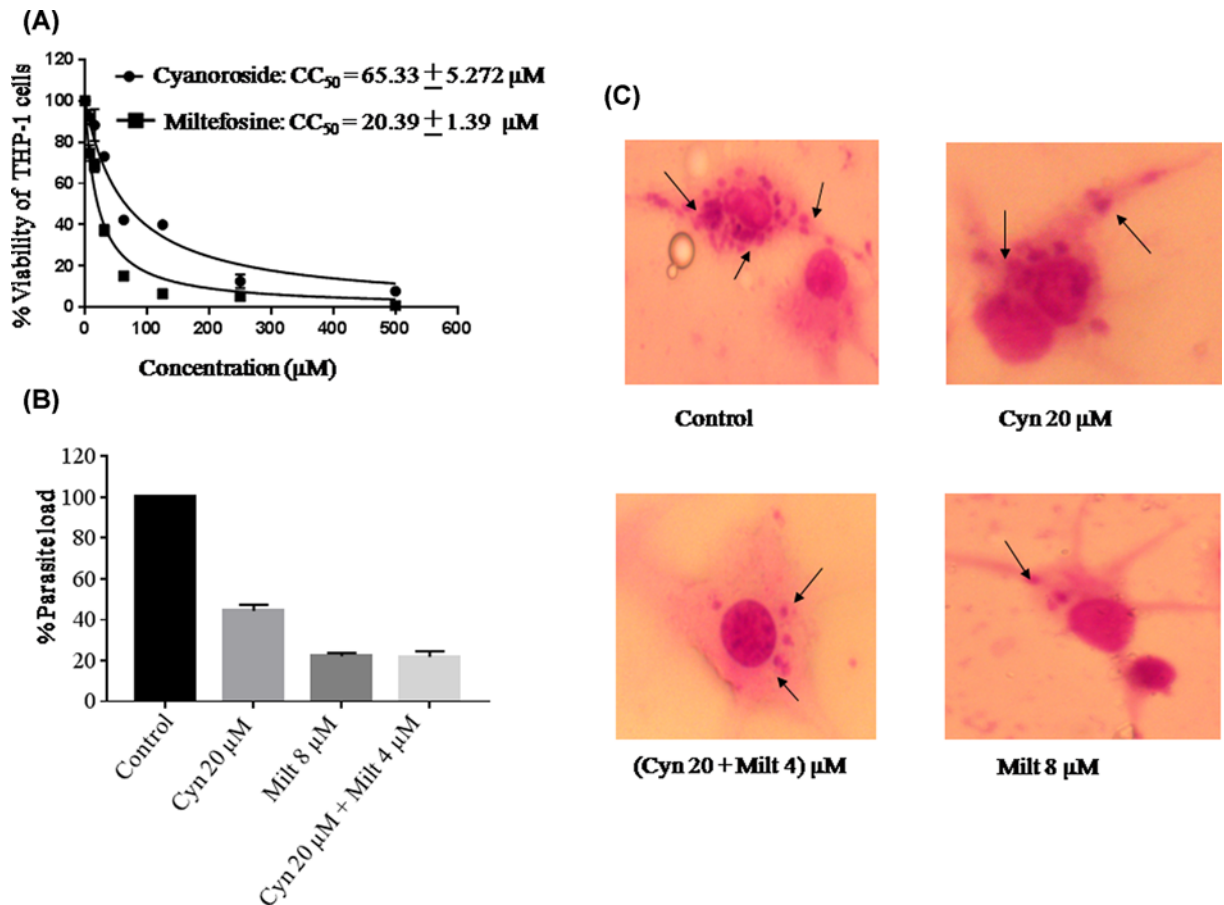 (A)
Cyanoroside: CC50 = 65.33 ± 5.272 μM
Miltefosine: CC50 = 20.39 ± 1.39 μM
% Viability of THP-1 cells
120
100
80
60
40
20
0
0 100 200 300 400 500 600
Concentration (μM)
(B)
% Parasite load
120
100
80
60
40
20
0
Control
Cyn 20 μM
Milt 8 μM
Cyn 20 μM + Milt 4 μM
(C)
Control
Cyn 20 μM
(Cyn 20 + Milt 4) μM
Milt 8 μM